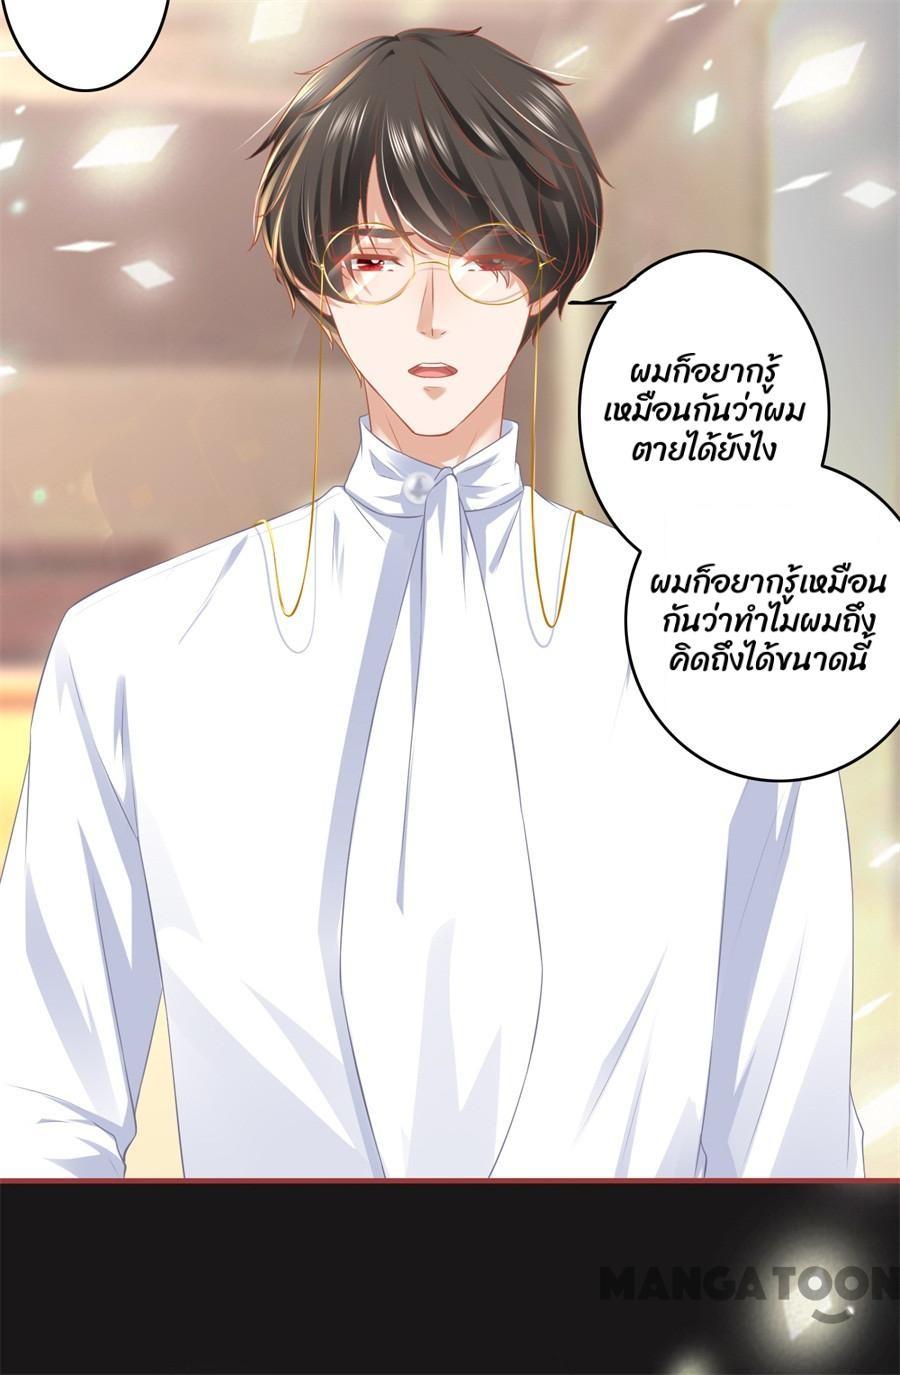 ผมก็อยากรู้
เหมือนกันว่าผม
ตายได้ยังไง
ผมก็อยากรู้เหมือน
กันว่าทำไมผมถึง
คิดถึงได้ขนาดนี้
MANGATOON